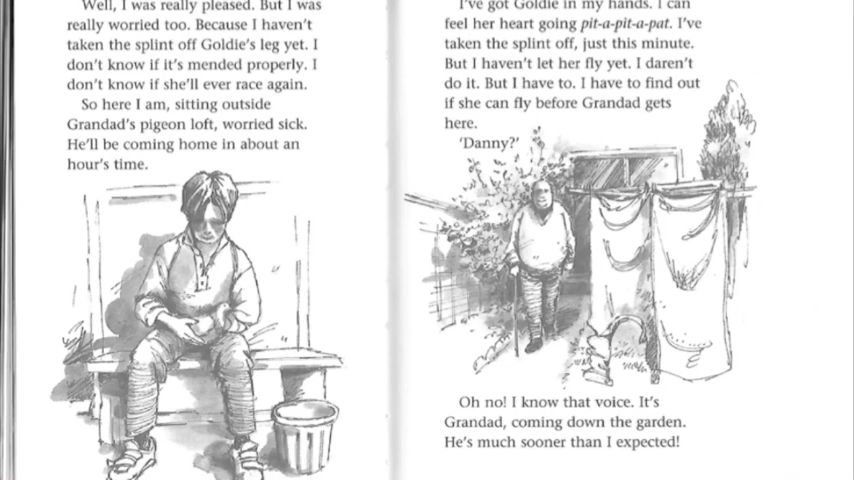 Well, I was really pleased. But I was
really worried too. Because I haven't
taken the splint off Goldie's leg yet. I
don't know if it's mended properly. I
don't know if she'll ever race again.
So here I am, sitting outside
Grandad's pigeon loft, worried sick.
He'll be coming home in about an
hour's time.
I've got Goldie in my hands. I can
feel her heart going pit-a-pit-a-pat. I've
taken the splint off, just this minute.
But I haven't let her fly yet. I daren't
do it. But I have to. I have to find out
if she can fly before Grandad gets
here.
'Danny?'
Oh no! I know that voice. It's
Grandad, coming down the garden.
He's much sooner than I expected!